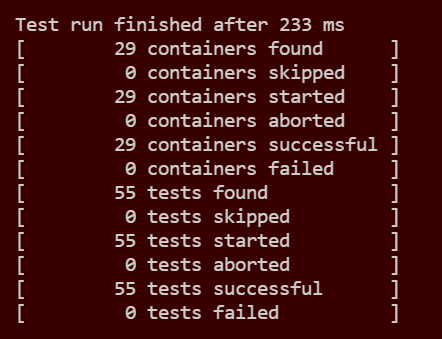 Test run finished after 233 ms
[        29 containers found      ]
[         0 containers skipped    ]
[        29 containers started    ]
[         0 containers aborted    ]
[        29 containers successful ]
[         0 containers failed     ]
[        55 tests found           ]
[         0 tests skipped         ]
[        55 tests started         ]
[         0 tests aborted         ]
[        55 tests successful      ]
[         0 tests failed          ]